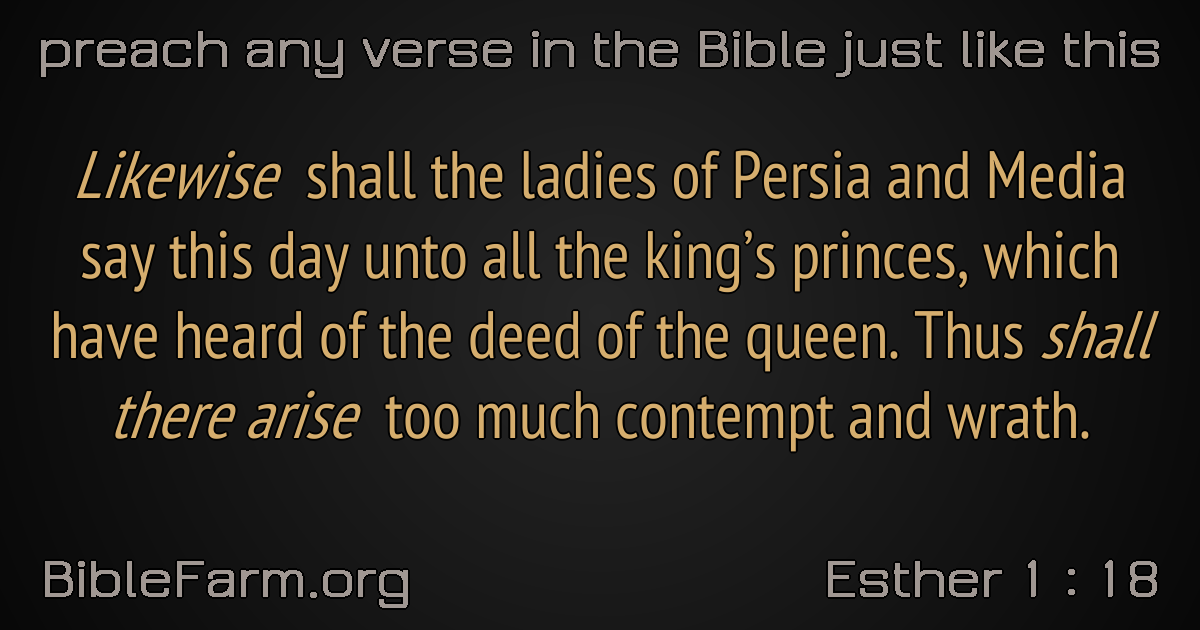 preach any verse in the Bible just like this
Likewise shall the ladies of Persia and Media
say this day unto all the king’s princes, which
have heard of the deed of the queen. Thus shall
there arise too much contempt and wrath.
BibleFarm.org
Esther 1 : 18